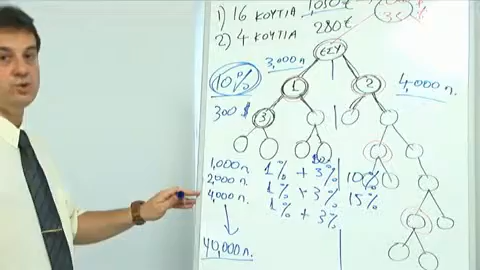 1) 16 ΚΟΥΤΙΑ
2) 4 ΚΟΥΤΙΑ 280€
ΕΣΥ
3,000 π.
10% 1 2 4,000 π.
300 $ 3
1,000 π. 1% + 3% 10%
2,000 π. 1% + 3% 15%
4,000 π. 1% + 3%
40,000 π.